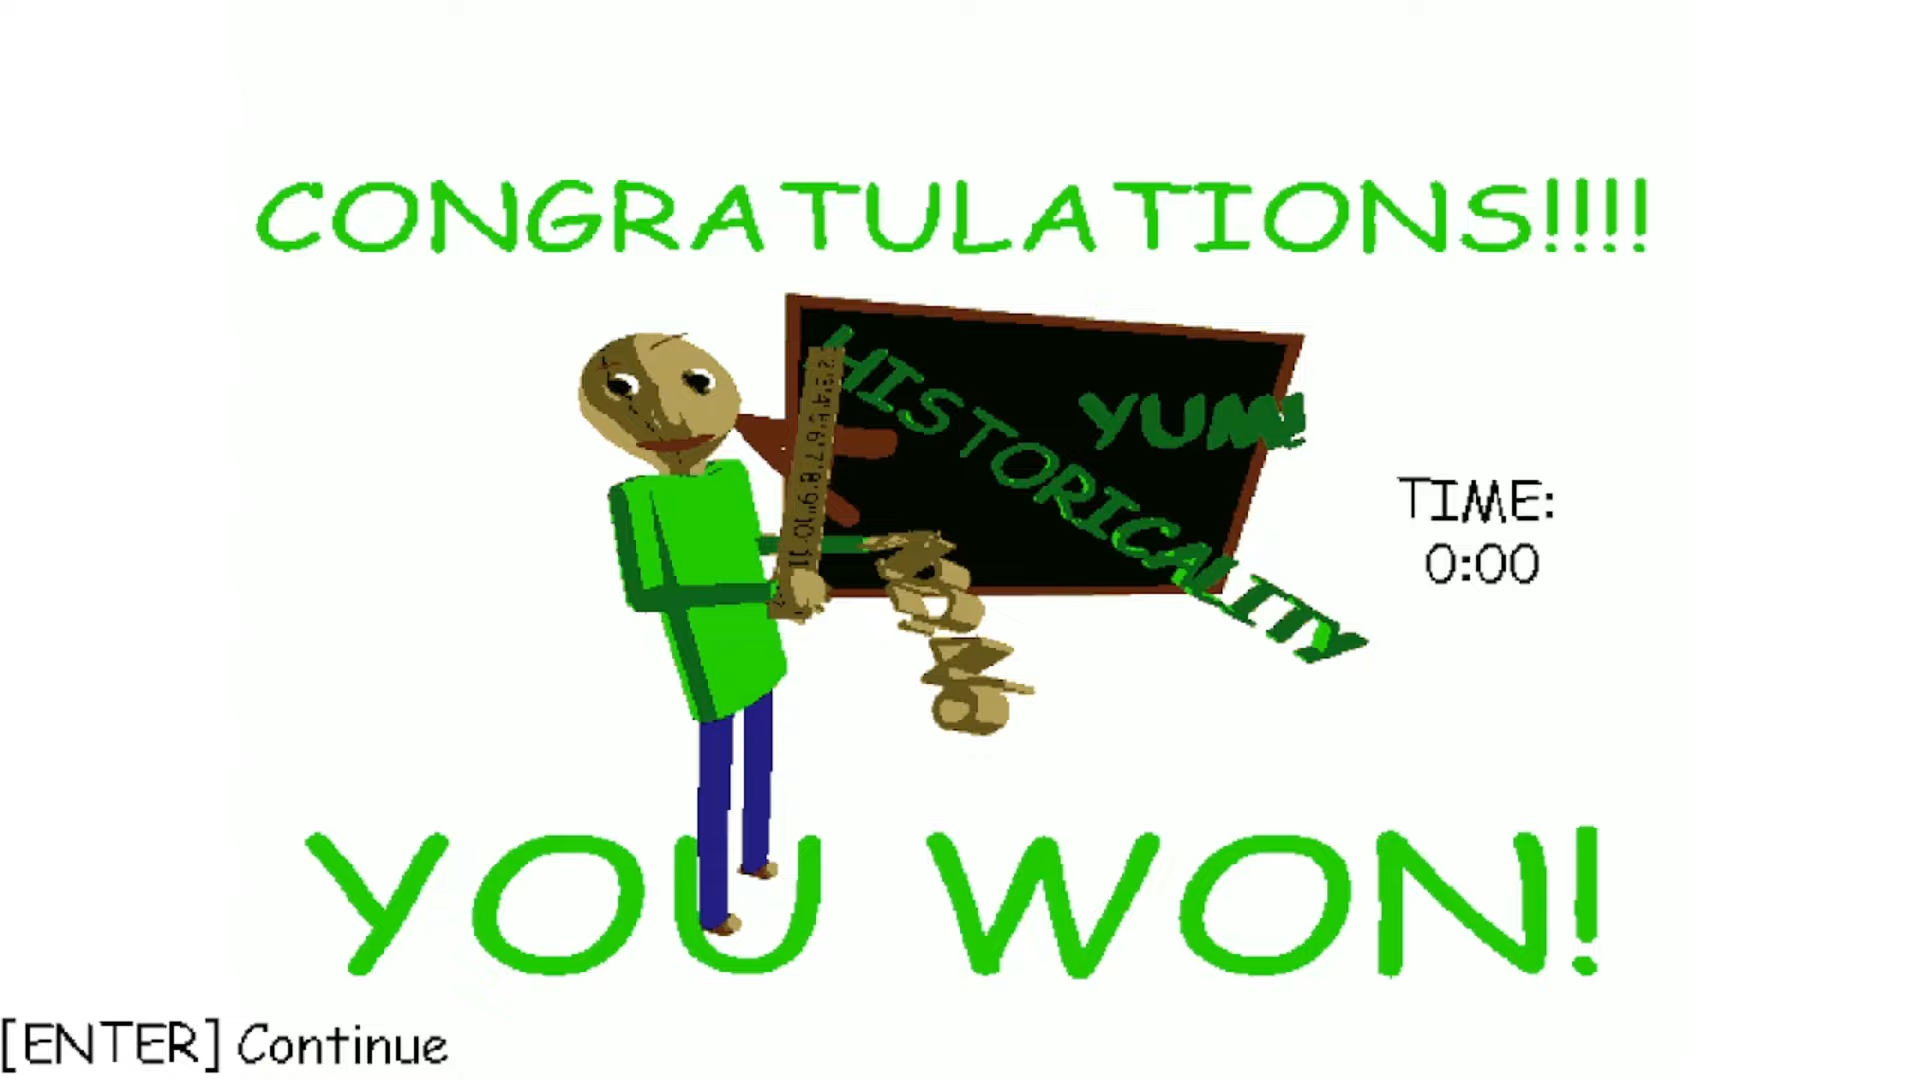 CONGRATULATIONS!!!!
HISTORICALITY
YUM!
TIME:
0:00
YOU WON!
[ENTER] Continue